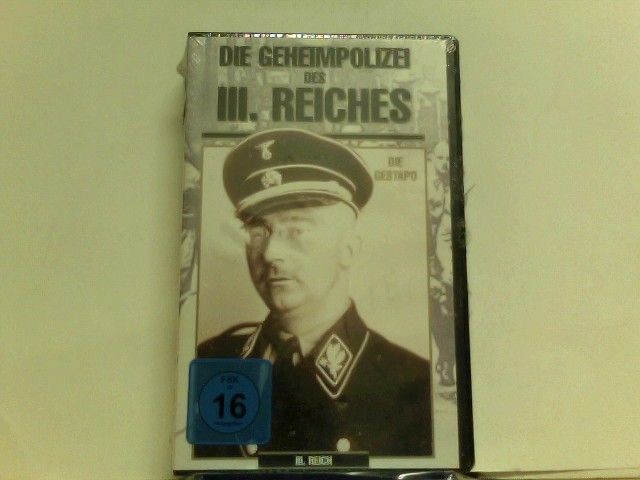 DIE GEHEIMPOLIZEI
DES
III. REICHES
DIE
GESTAPO
FSK
16
III. REICH